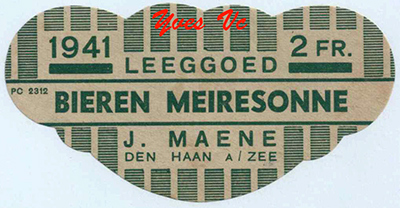 Yves Vc
1941 2 FR.
LEEGGOED
PC 2312
BIEREN MEIRESONNE
J. MAENE
DEN HAAN A/ZEE